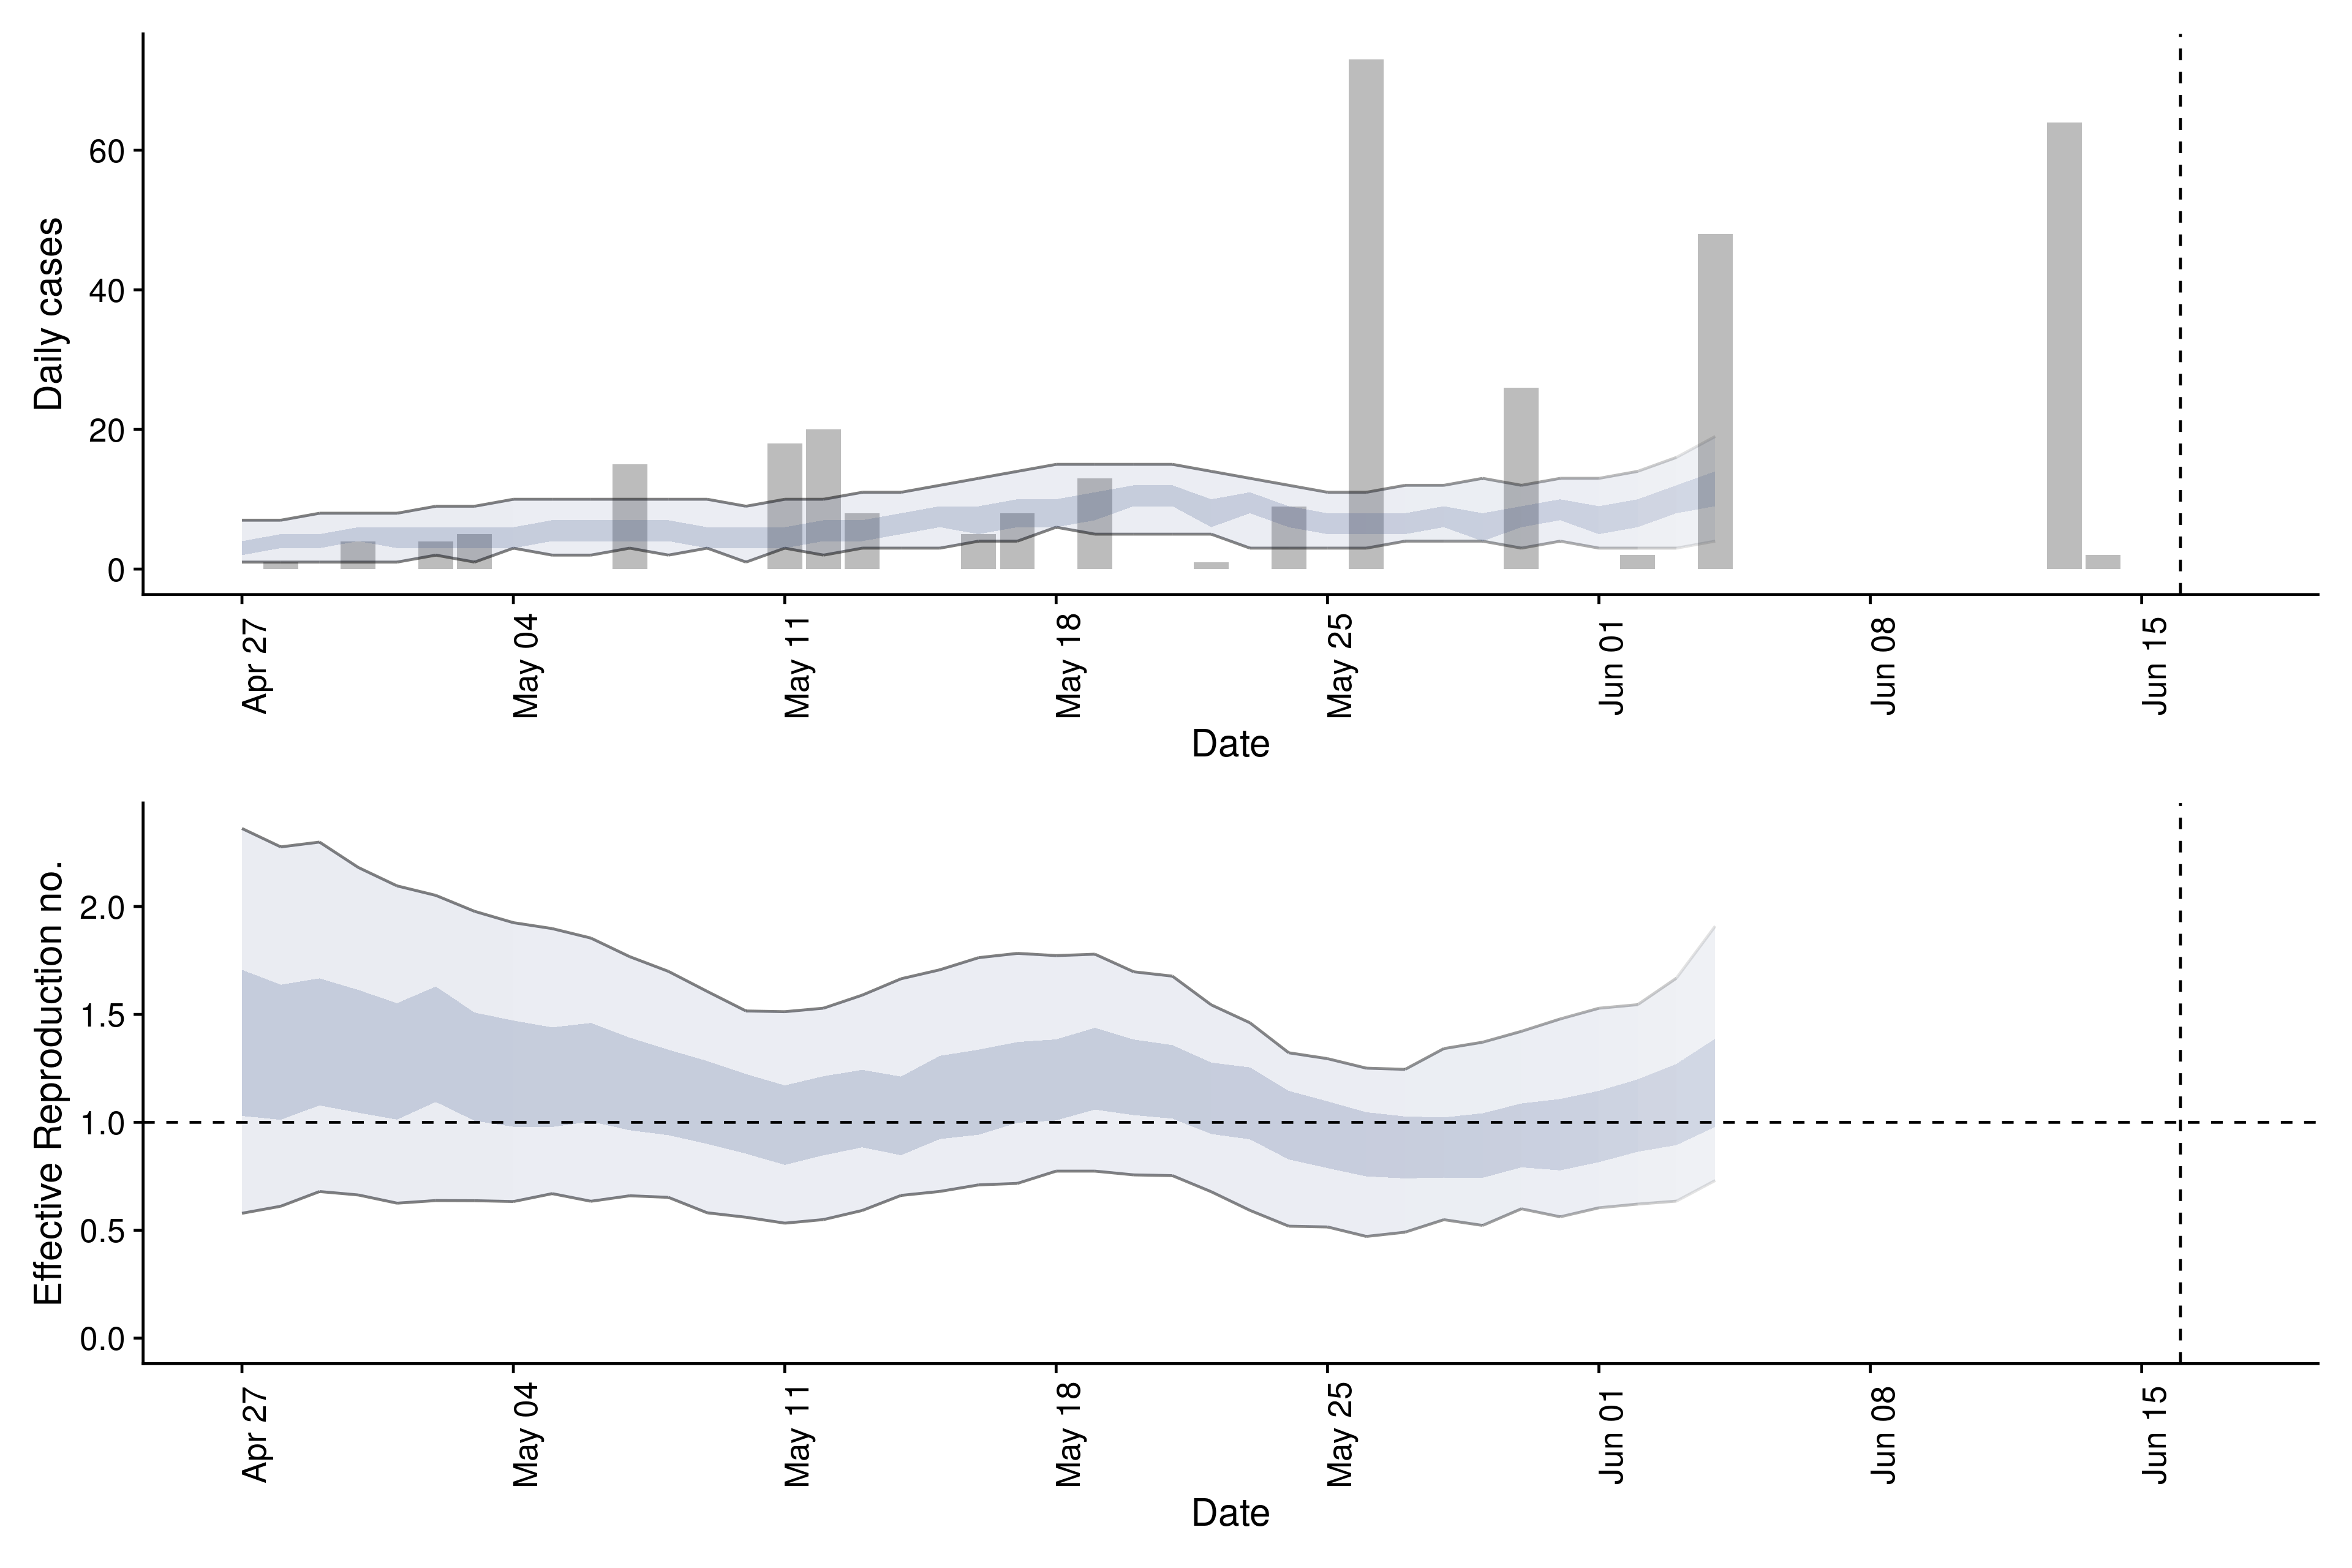 Daily cases
60
40
20
0
Apr 27
May 04
May 11
May 18
May 25
Jun 01
Jun 08
Jun 15
Date
Effective Reproduction no.
2.0
1.5
1.0
0.5
0.0
Apr 27
May 04
May 11
May 18
May 25
Jun 01
Jun 08
Jun 15
Date